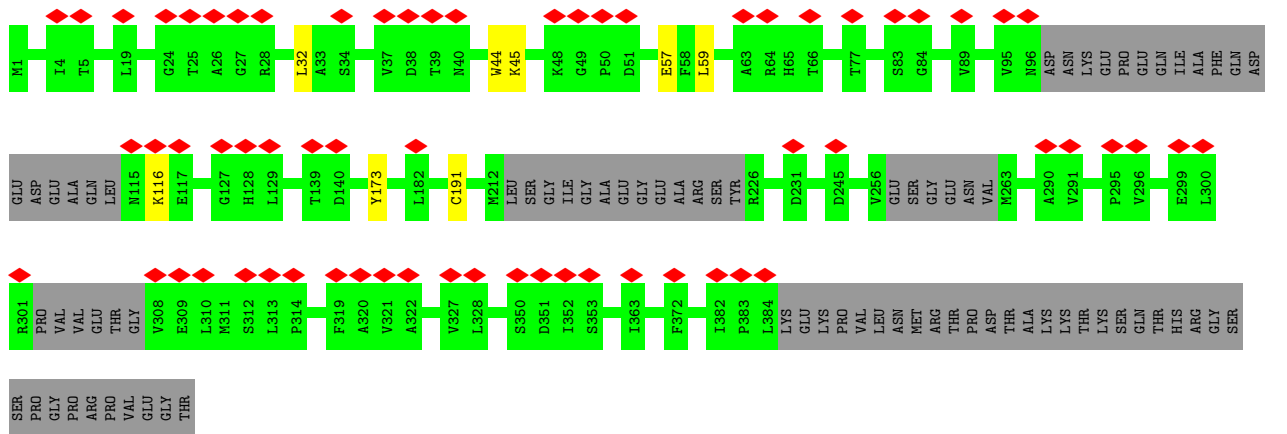 M1 I4 T5 L19 G24 T25 A26 G27 R28 L32 A33 S34 V37 D38 T39 N40 W44 K45 K48 G49 P50 D51 E57 F58 L59 A63 R64 H65 T66 T77 S83 G84 V89 V95 N96 ASP ASN LYS GLU PRO GLU GLN ILE ALA PHE GLN ASP
GLU ASP GLU ALA GLN LEU N115 K116 E117 G127 H128 L129 T139 D140 Y173 L182 C191 M212 LEU SER GLY ILE GLY ALA GLU GLY GLU ALA ARG SER TYR R226 D231 D245 V256 GLU SER GLY GLU ASN VAL M263 A290 V291 P295 V296 E299 L300
R301 PRO VAL VAL GLU THR GLY V308 E309 L310 M311 S312 L313 P314 F319 A320 V321 A322 V327 L328 S350 D351 I352 S353 I363 F372 I382 P383 L384 LYS GLU LYS PRO VAL LEU ASN MET ARG THR PRO ASP THR ALA LYS LYS THR LYS SER GLN THR HIS ARG GLY SER
SER PRO GLY PRO ARG PRO VAL GLU GLY THR